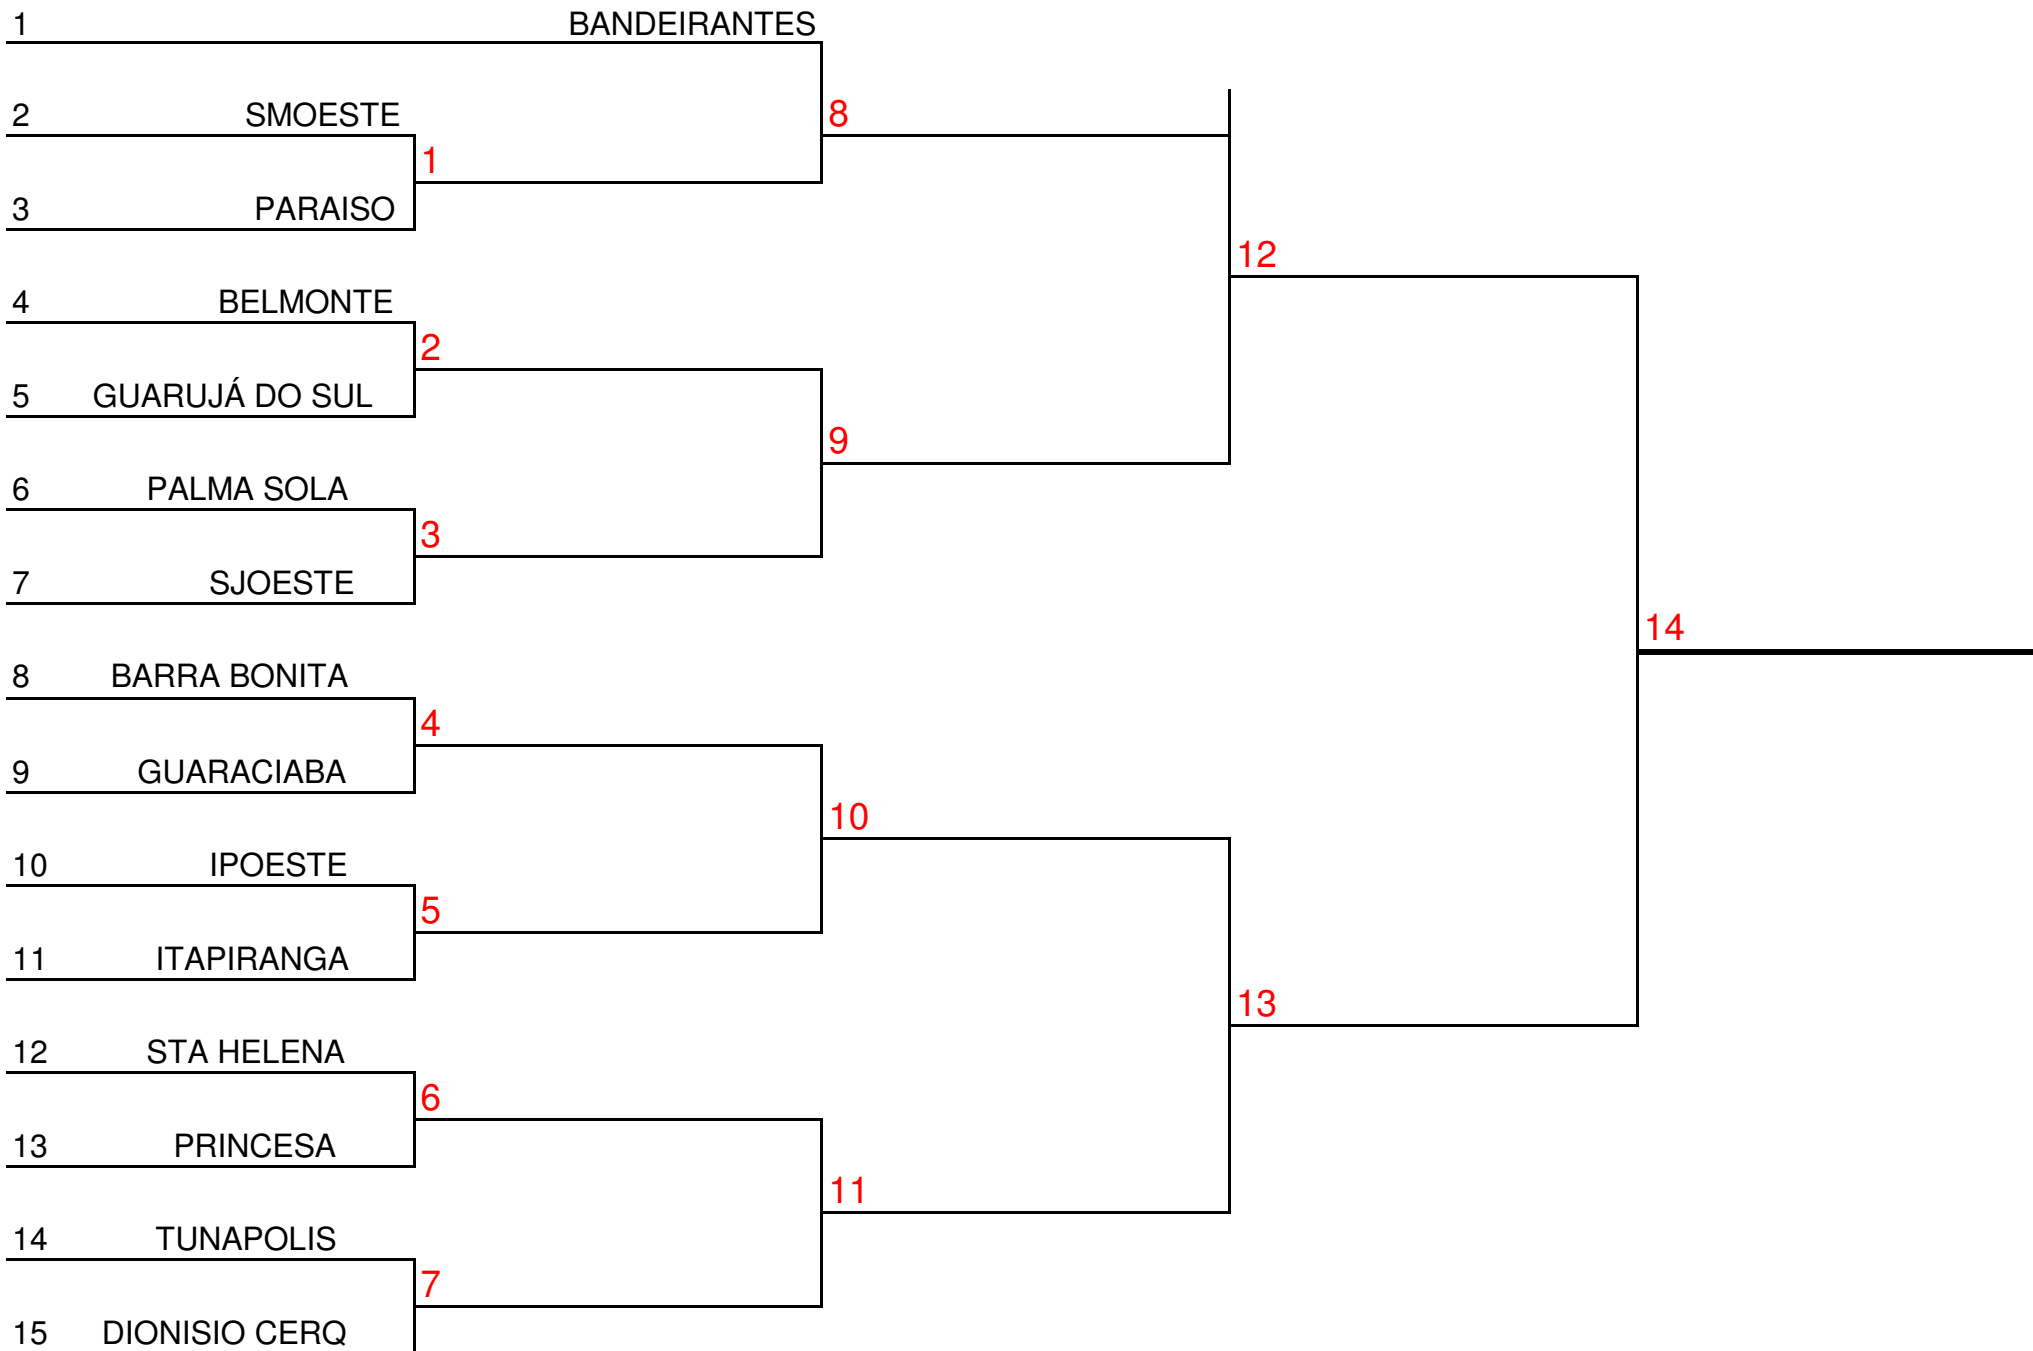 1 BANDEIRANTES
2 SMOESTE 8
1
3 PARAISO
12
4 BELMONTE
2
5 GUARUJÁ DO SUL
9
6 PALMA SOLA
3
7 SJOESTE
14
8 BARRA BONITA
4
9 GUARACIABA
10
10 IPOESTE
5
11 ITAPIRANGA
13
12 STA HELENA
6
13 PRINCESA
11
14 TUNAPOLIS
7
15 DIONISIO CERQ